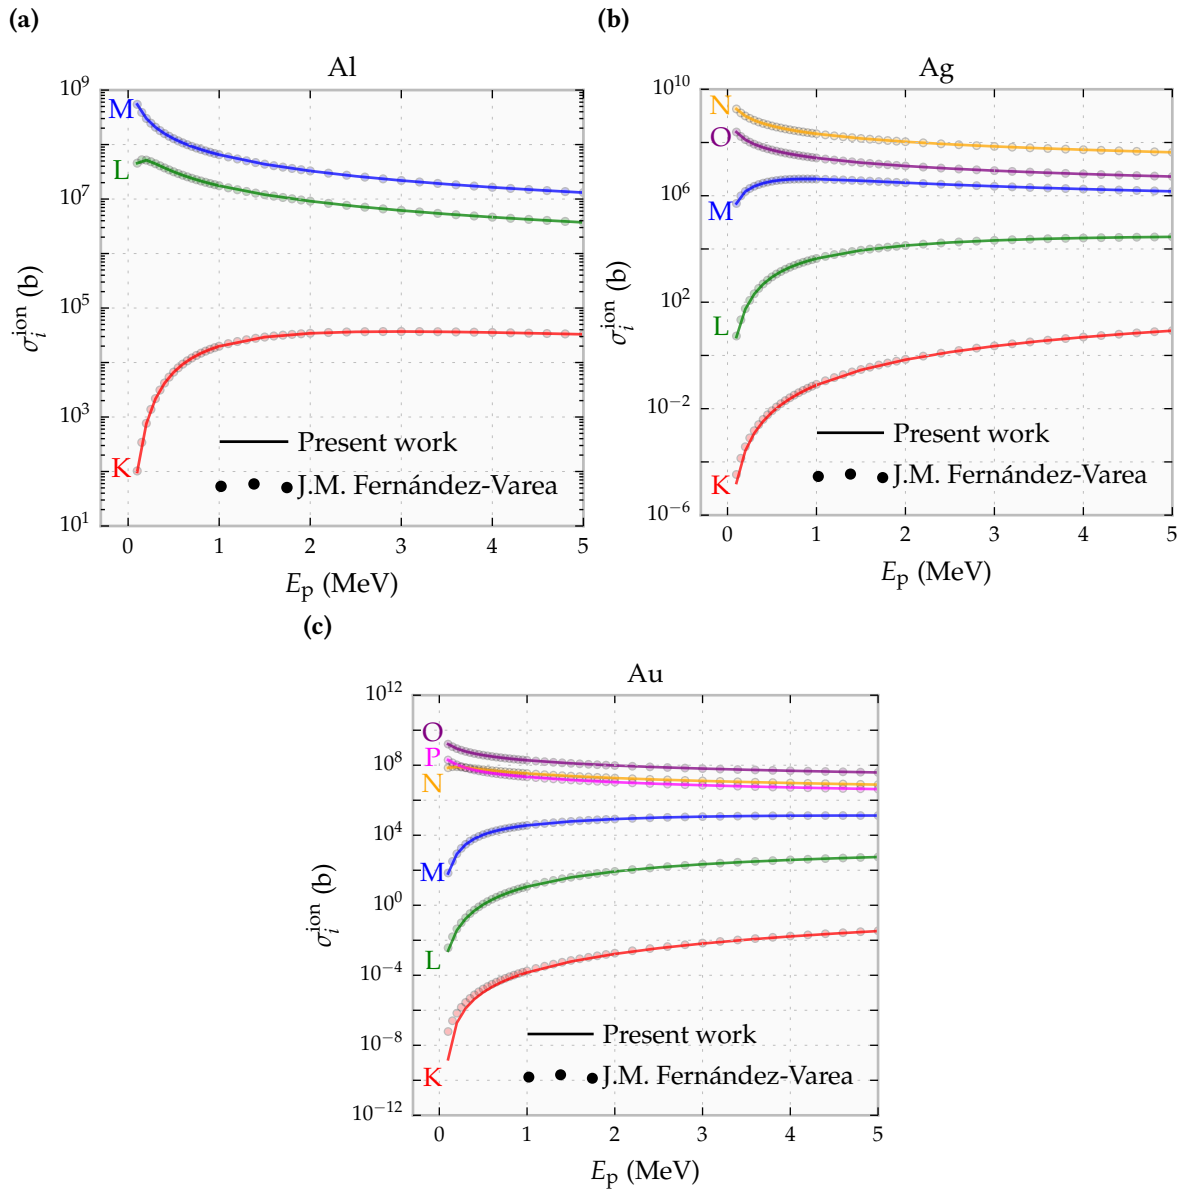 (a)
Al
10^9
10^7
10^5
10^3
10^1
σ_i^ion (b)
M
L
K
Present work
J.M. Fernández-Varea
0 1 2 3 4 5
E_p (MeV)
(b)
Ag
10^10
10^6
10^2
10^−2
10^−6
σ_i^ion (b)
N
O
M
L
K
Present work
J.M. Fernández-Varea
0 1 2 3 4 5
E_p (MeV)
(c)
Au
10^12
10^8
10^4
10^0
10^−4
10^−8
10^−12
σ_i^ion (b)
O
P
N
M
L
K
Present work
J.M. Fernández-Varea
0 1 2 3 4 5
E_p (MeV)